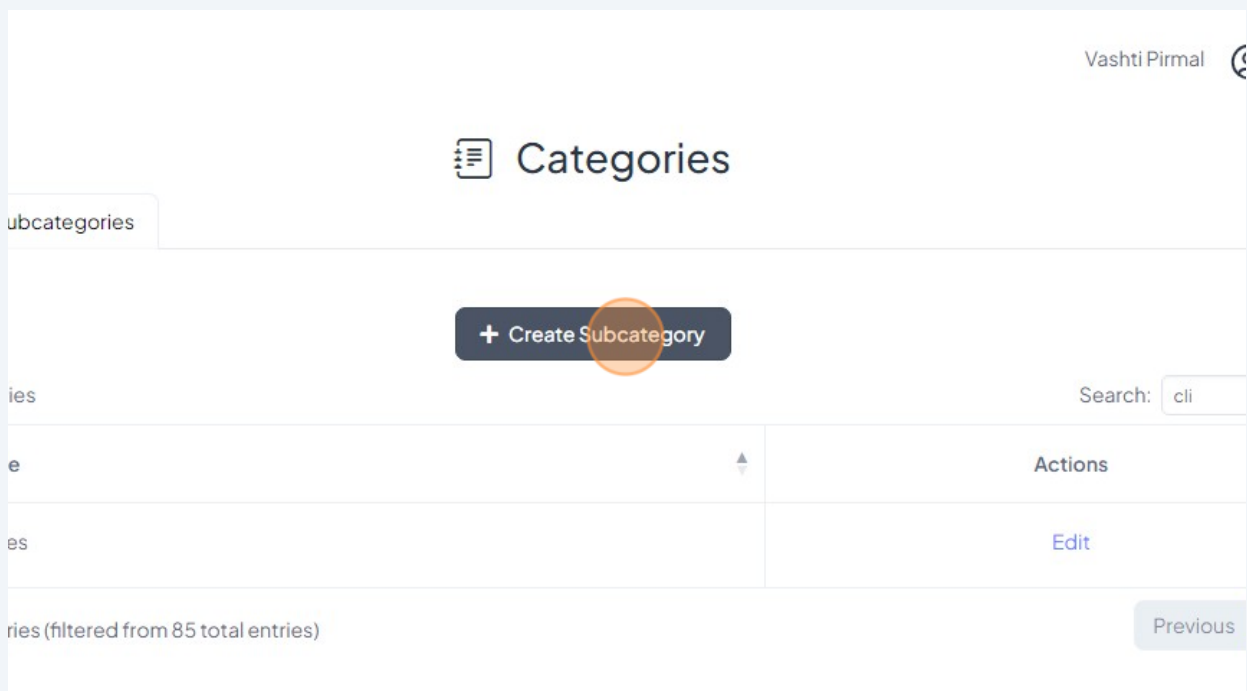 Vashti Pirmal
Categories
ubcategories
+ Create Subcategory
ies
Search: cli
e
Actions
es
Edit
ries (filtered from 85 total entries)
Previous